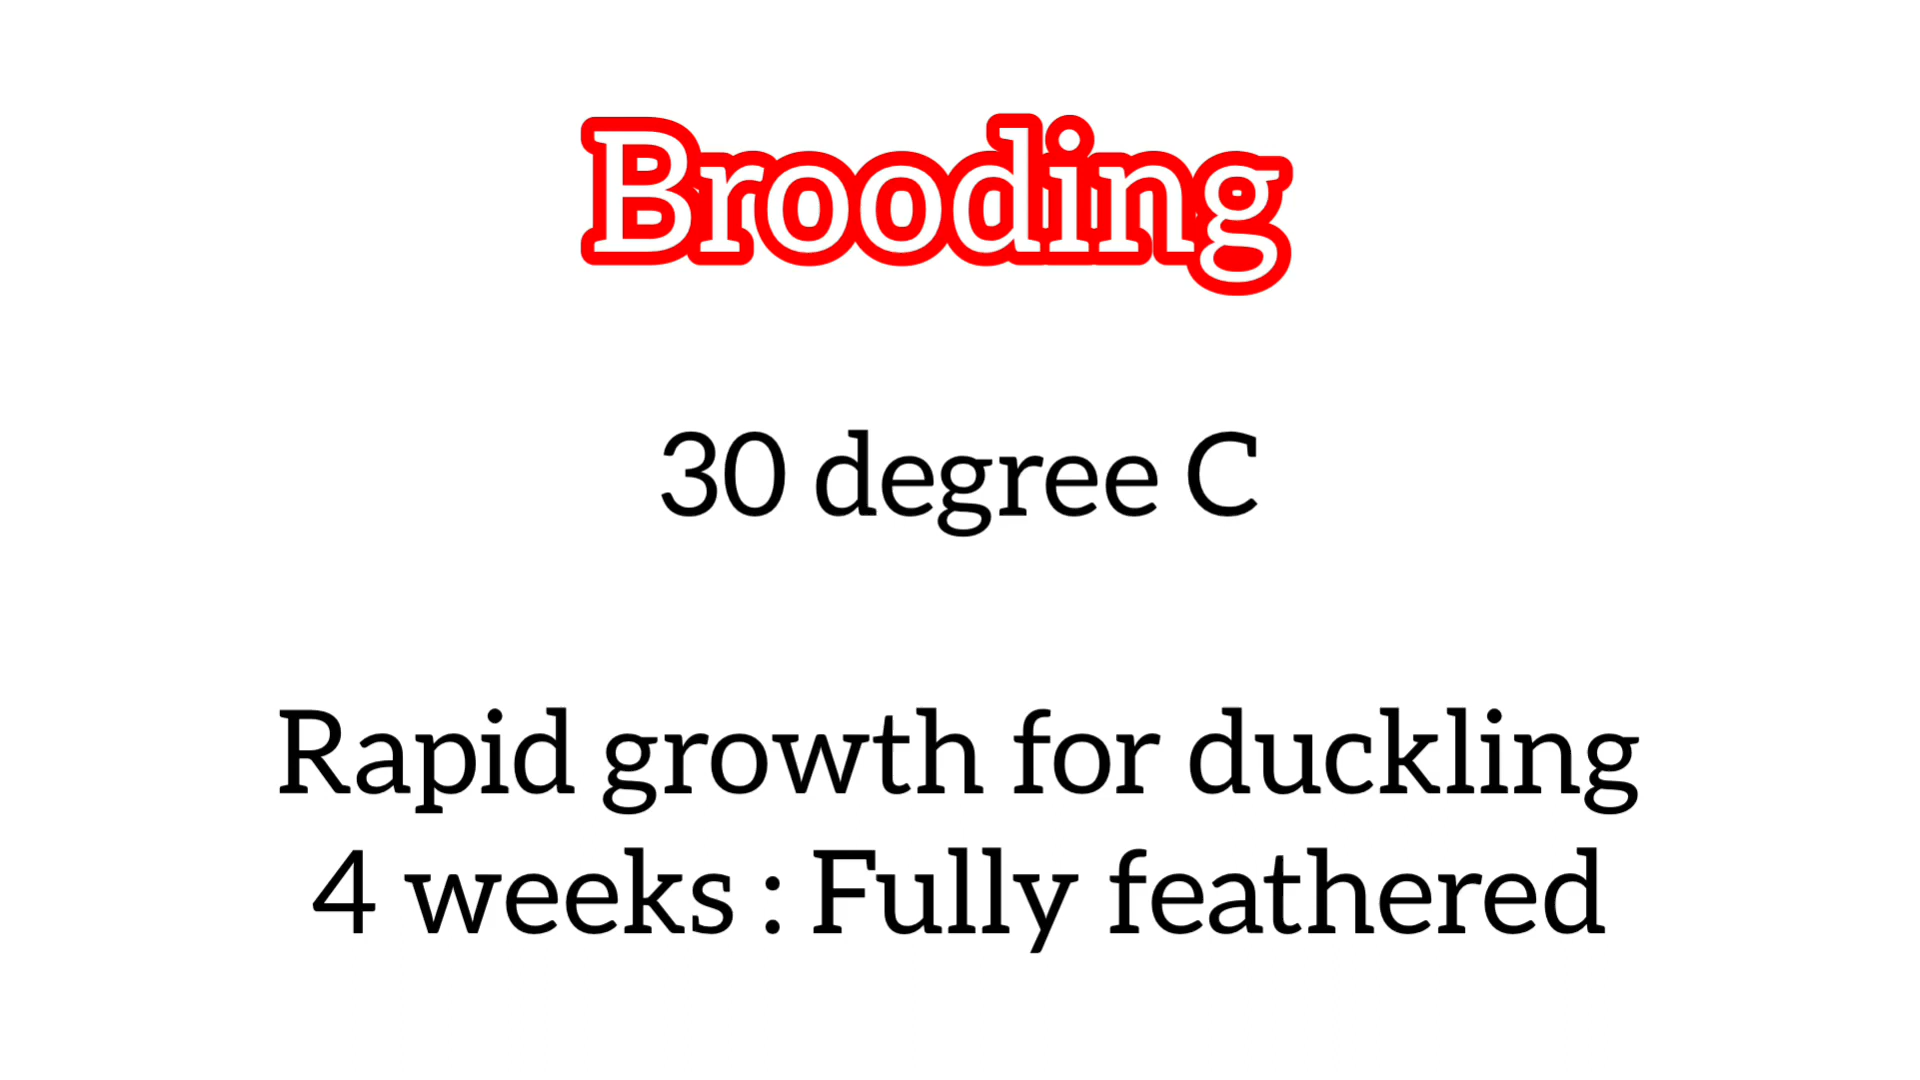 Brooding
30 degree C
Rapid growth for duckling
4 weeks : Fully feathered